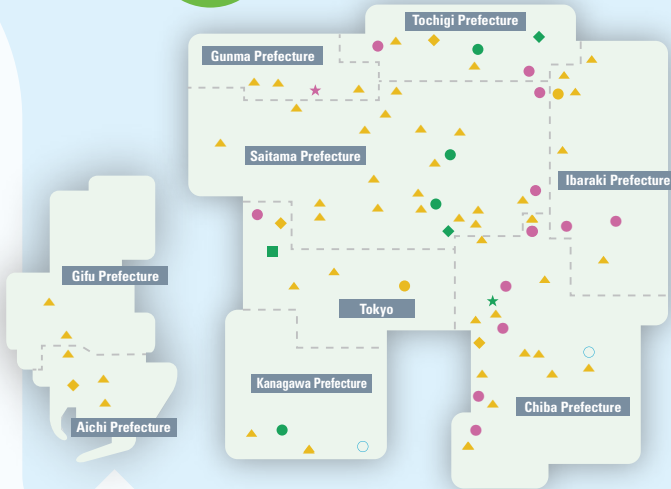 Tochigi Prefecture
Gunma Prefecture
Saitama Prefecture
Ibaraki Prefecture
Gifu Prefecture
Tokyo
Kanagawa Prefecture
Chiba Prefecture
Aichi Prefecture